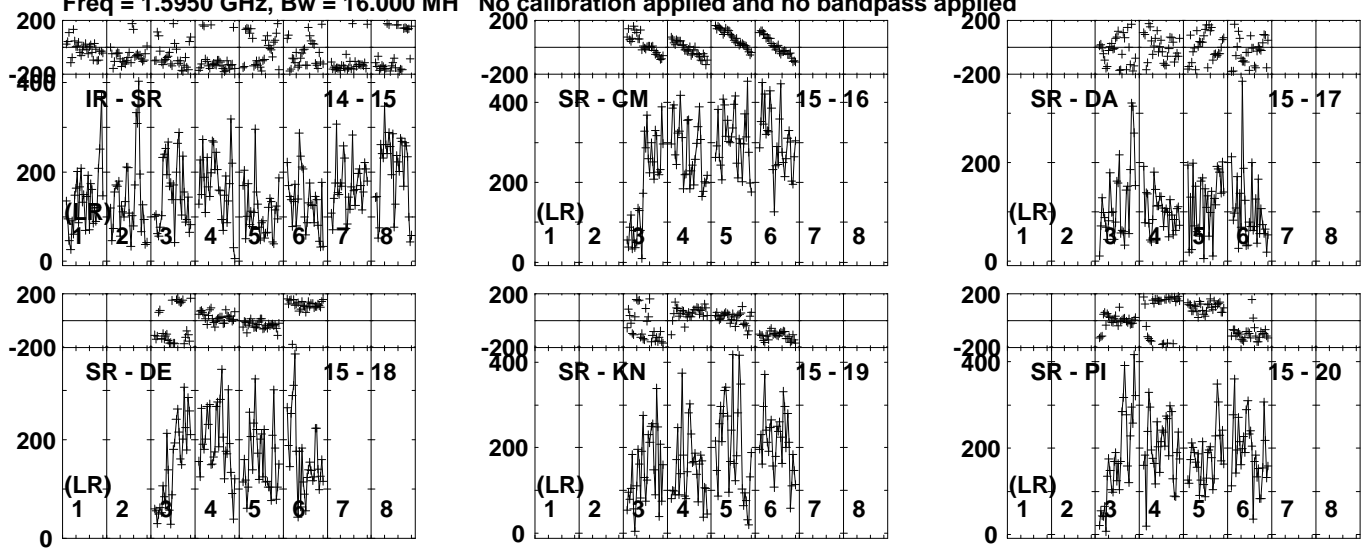 Freq = 1.5950 GHz, Bw = 16.000 MH No calibration applied and no bandpass applied
200
-200
400
200
0
IR - SR 14 - 15
(LR)
1 2 3 4 5 6 7 8
200
-200
400
200
0
SR - CM 15 - 16
(LR)
1 2 3 4 5 6 7 8
200
-200
200
0
SR - DA 15 - 17
(LR)
1 2 3 4 5 6 7 8
200
-200
200
0
SR - DE 15 - 18
(LR)
1 2 3 4 5 6 7 8
200
-200
400
200
0
SR - KN 15 - 19
(LR)
1 2 3 4 5 6 7 8
200
-200
400
200
0
SR - PI 15 - 20
(LR)
1 2 3 4 5 6 7 8